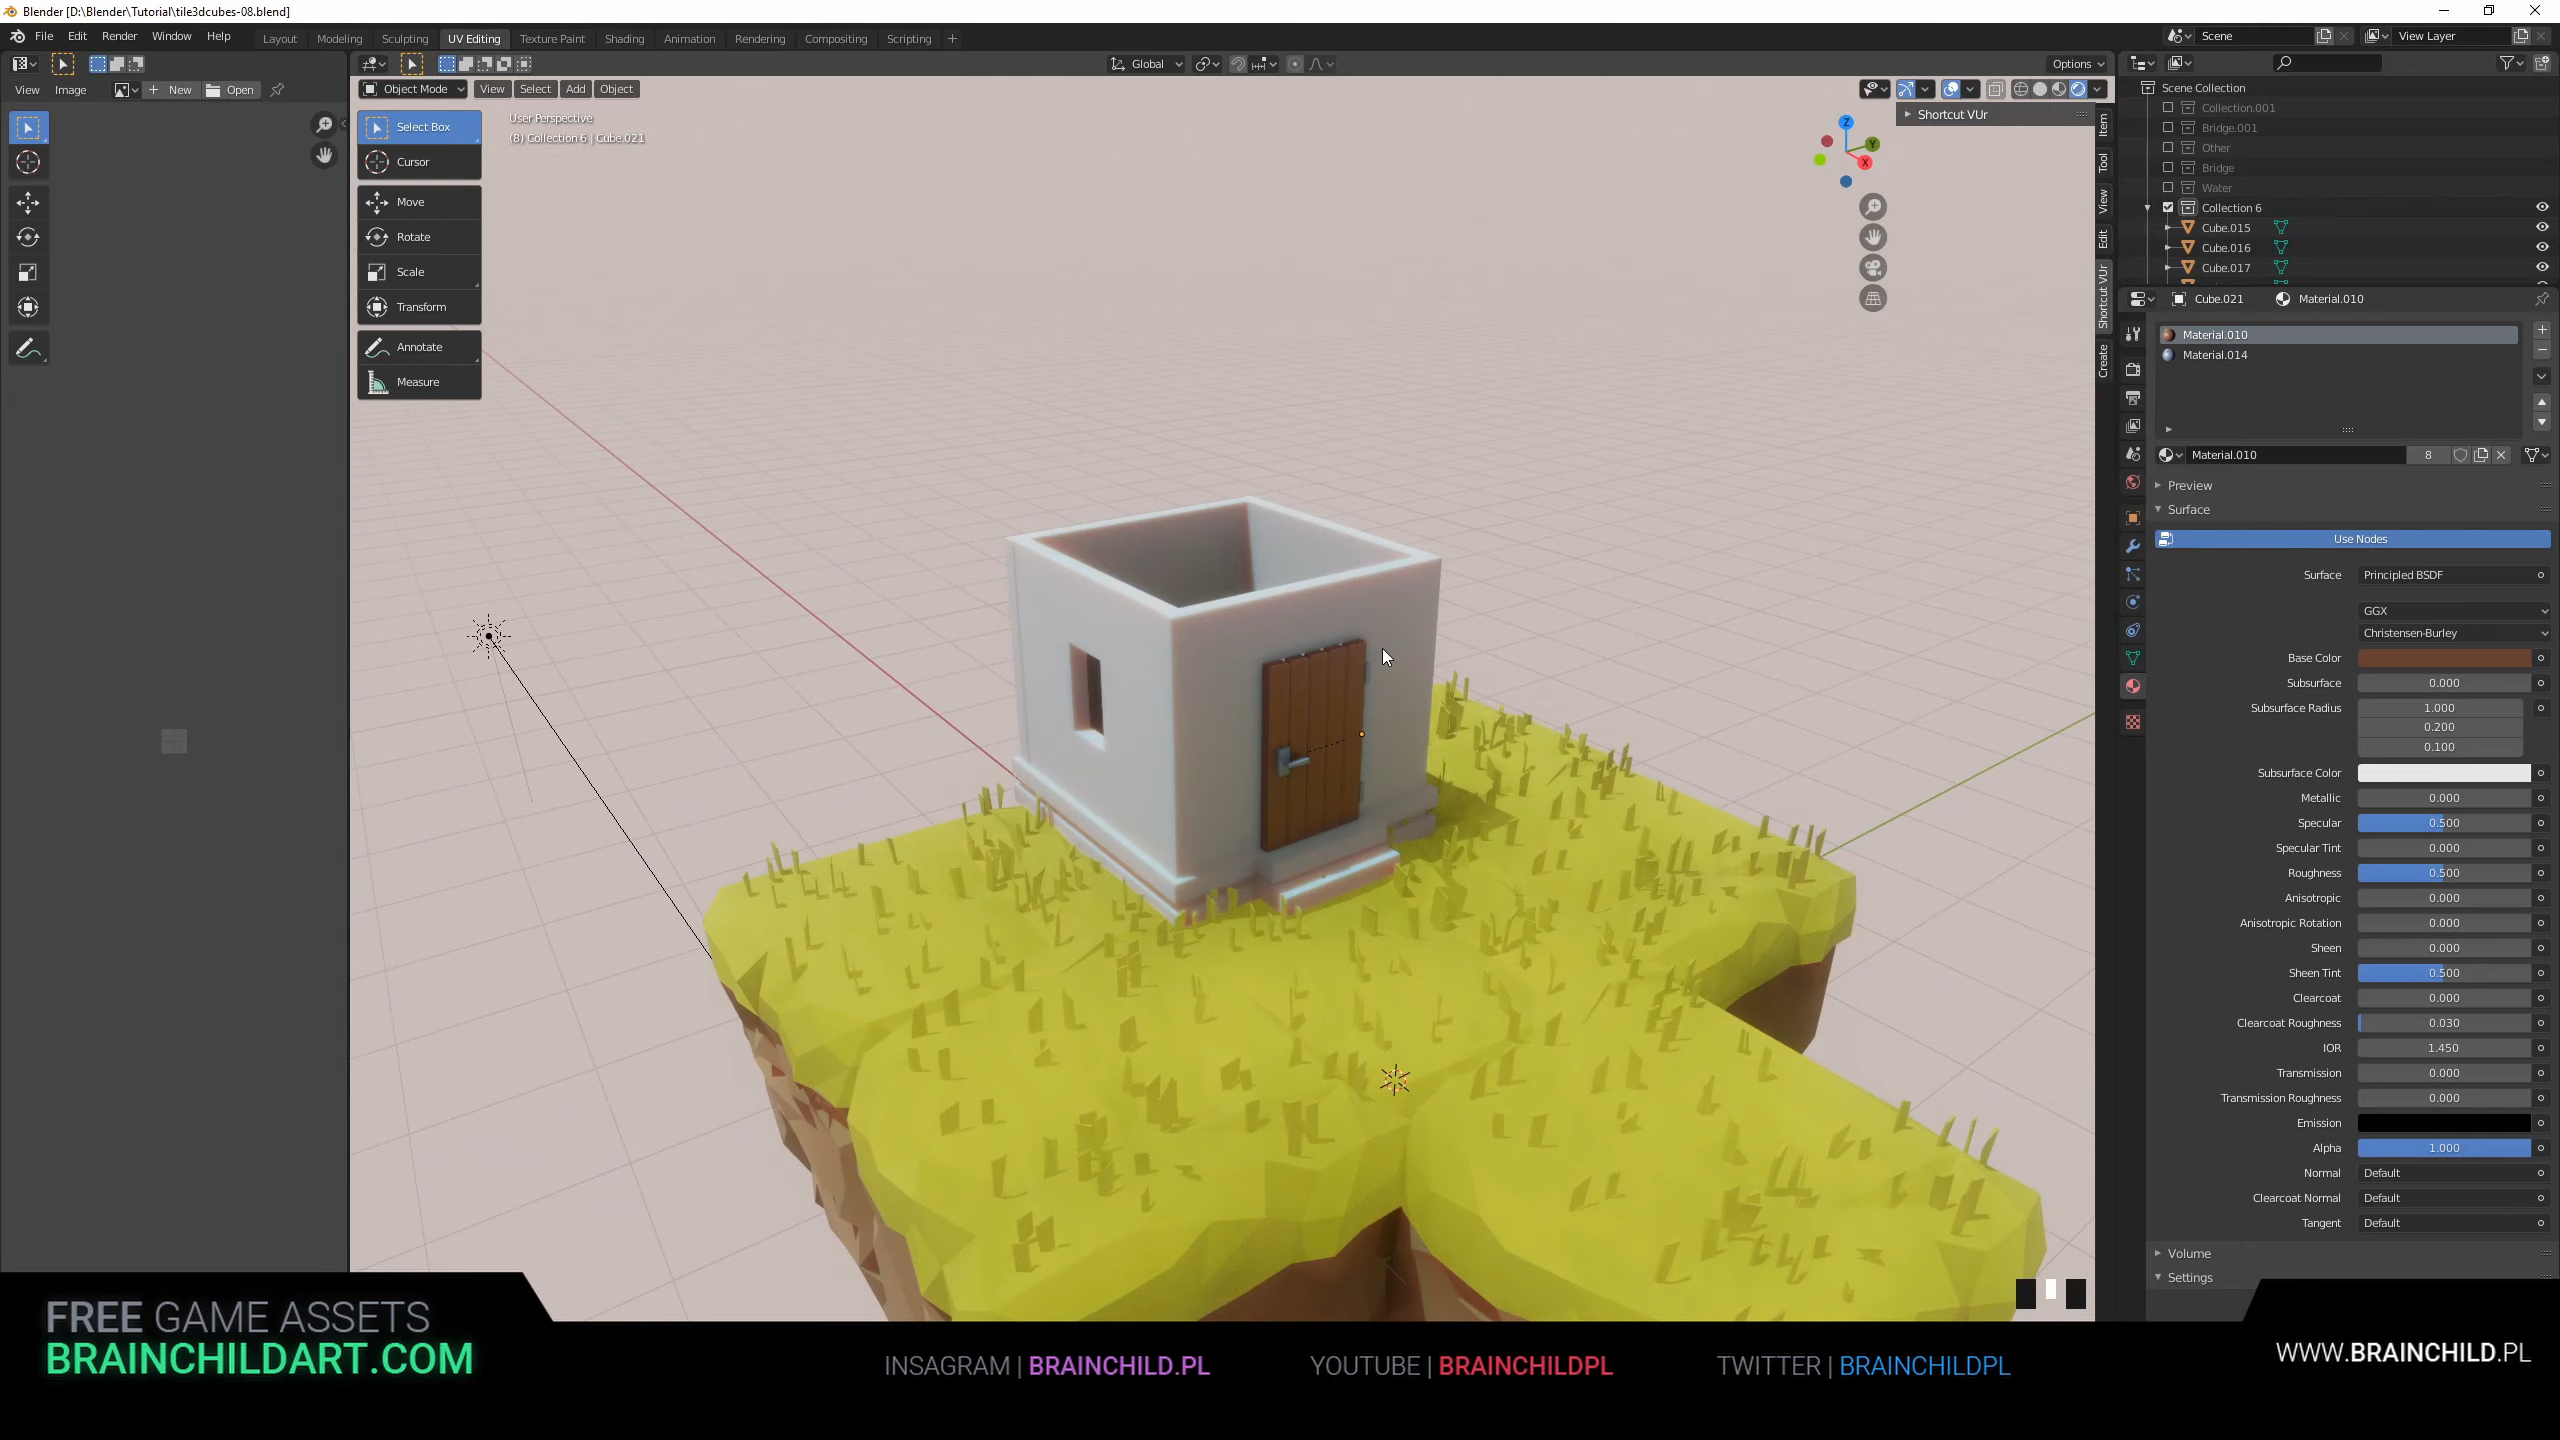 Blender [D:\Blender\Tutorial\tile3dcubes-08.blend]
File Edit Render Window Help
Layout Modeling Sculpting UV Editing Texture Paint Shading Animation Rendering Compositing Scripting +
Scene
View Layer
Global
Options
View Image
+ New Open
Object Mode View Select Add Object
Select Box
Cursor
Move
Rotate
Scale
Transform
Annotate
Measure
User Perspective
(8) Collection 6 | Cube.021
Shortcut VUr
Z
Y
X
Item
Tool
View
Edit
Shortcut VUr
Create
Scene Collection
Collection.001
Bridge.001
Other
Bridge
Water
Collection 6
Cube.015
Cube.016
Cube.017
Cube.021 Material.010
Material.010
Material.014
Material.010 8
Preview
Surface
Use Nodes
Surface Principled BSDF
GGX
Christensen-Burley
Base Color
Subsurface 0.000
Subsurface Radius 1.000
0.200
0.100
Subsurface Color
Metallic 0.000
Specular 0.500
Specular Tint 0.000
Roughness 0.500
Anisotropic 0.000
Anisotropic Rotation 0.000
Sheen 0.000
Sheen Tint 0.500
Clearcoat 0.000
Clearcoat Roughness 0.030
IOR 1.450
Transmission 0.000
Transmission Roughness 0.000
Emission
Alpha 1.000
Normal Default
Clearcoat Normal Default
Tangent Default
Volume
Settings
FREE GAME ASSETS
BRAINCHILDART.COM
INSAGRAM | BRAINCHILD.PL
YOUTUBE | BRAINCHILDPL
TWITTER | BRAINCHILDPL
WWW.BRAINCHILD.PL